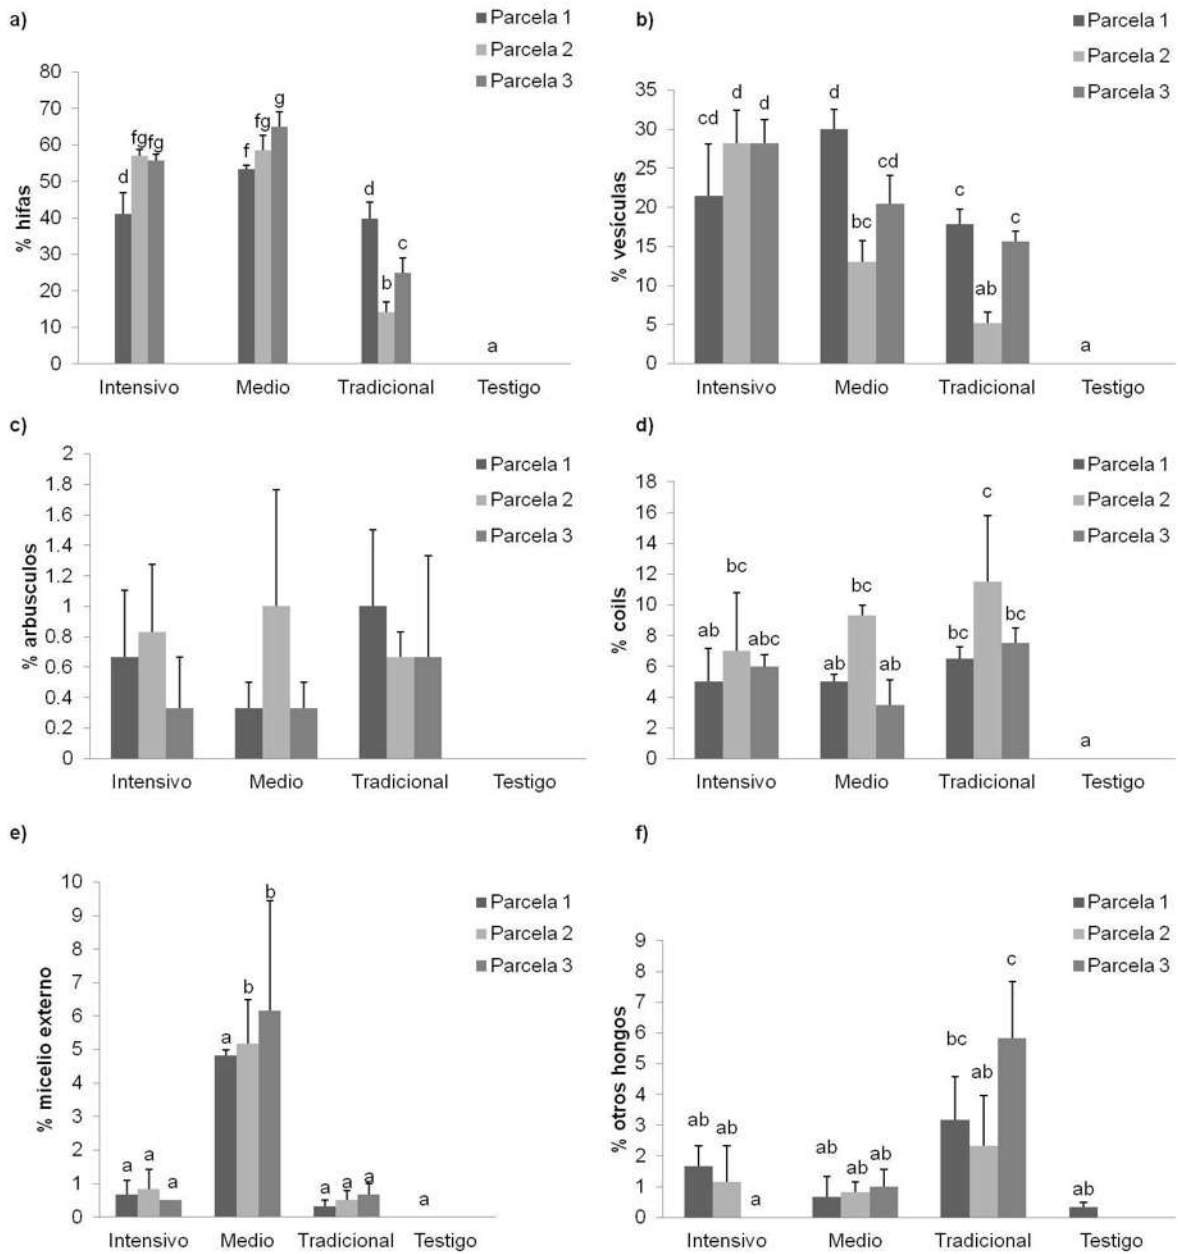 a)
Parcela 1
Parcela 2
Parcela 3
% hifas
80
70
60
50
40
30
20
10
0
d fg fg
f fg g
d b c
a
Intensivo Medio Tradicional Testigo
b)
Parcela 1
Parcela 2
Parcela 3
% vesículas
35
30
25
20
15
10
5
0
cd d d
d bc cd
c ab c
a
Intensivo Medio Tradicional Testigo
c)
Parcela 1
Parcela 2
Parcela 3
% arbusculos
2
1.8
1.6
1.4
1.2
1
0.8
0.6
0.4
0.2
0
Intensivo Medio Tradicional Testigo
d)
Parcela 1
Parcela 2
Parcela 3
% coils
18
16
14
12
10
8
6
4
2
0
ab bc abc
ab bc ab
bc c bc
a
Intensivo Medio Tradicional Testigo
e)
Parcela 1
Parcela 2
Parcela 3
% micelio externo
10
9
8
7
6
5
4
3
2
1
0
a a a
a b b
a a a
a
Intensivo Medio Tradicional Testigo
f)
Parcela 1
Parcela 2
Parcela 3
% otros hongos
9
8
7
6
5
4
3
2
1
0
ab ab a
ab ab ab
bc ab c
ab
Intensivo Medio Tradicional Testigo